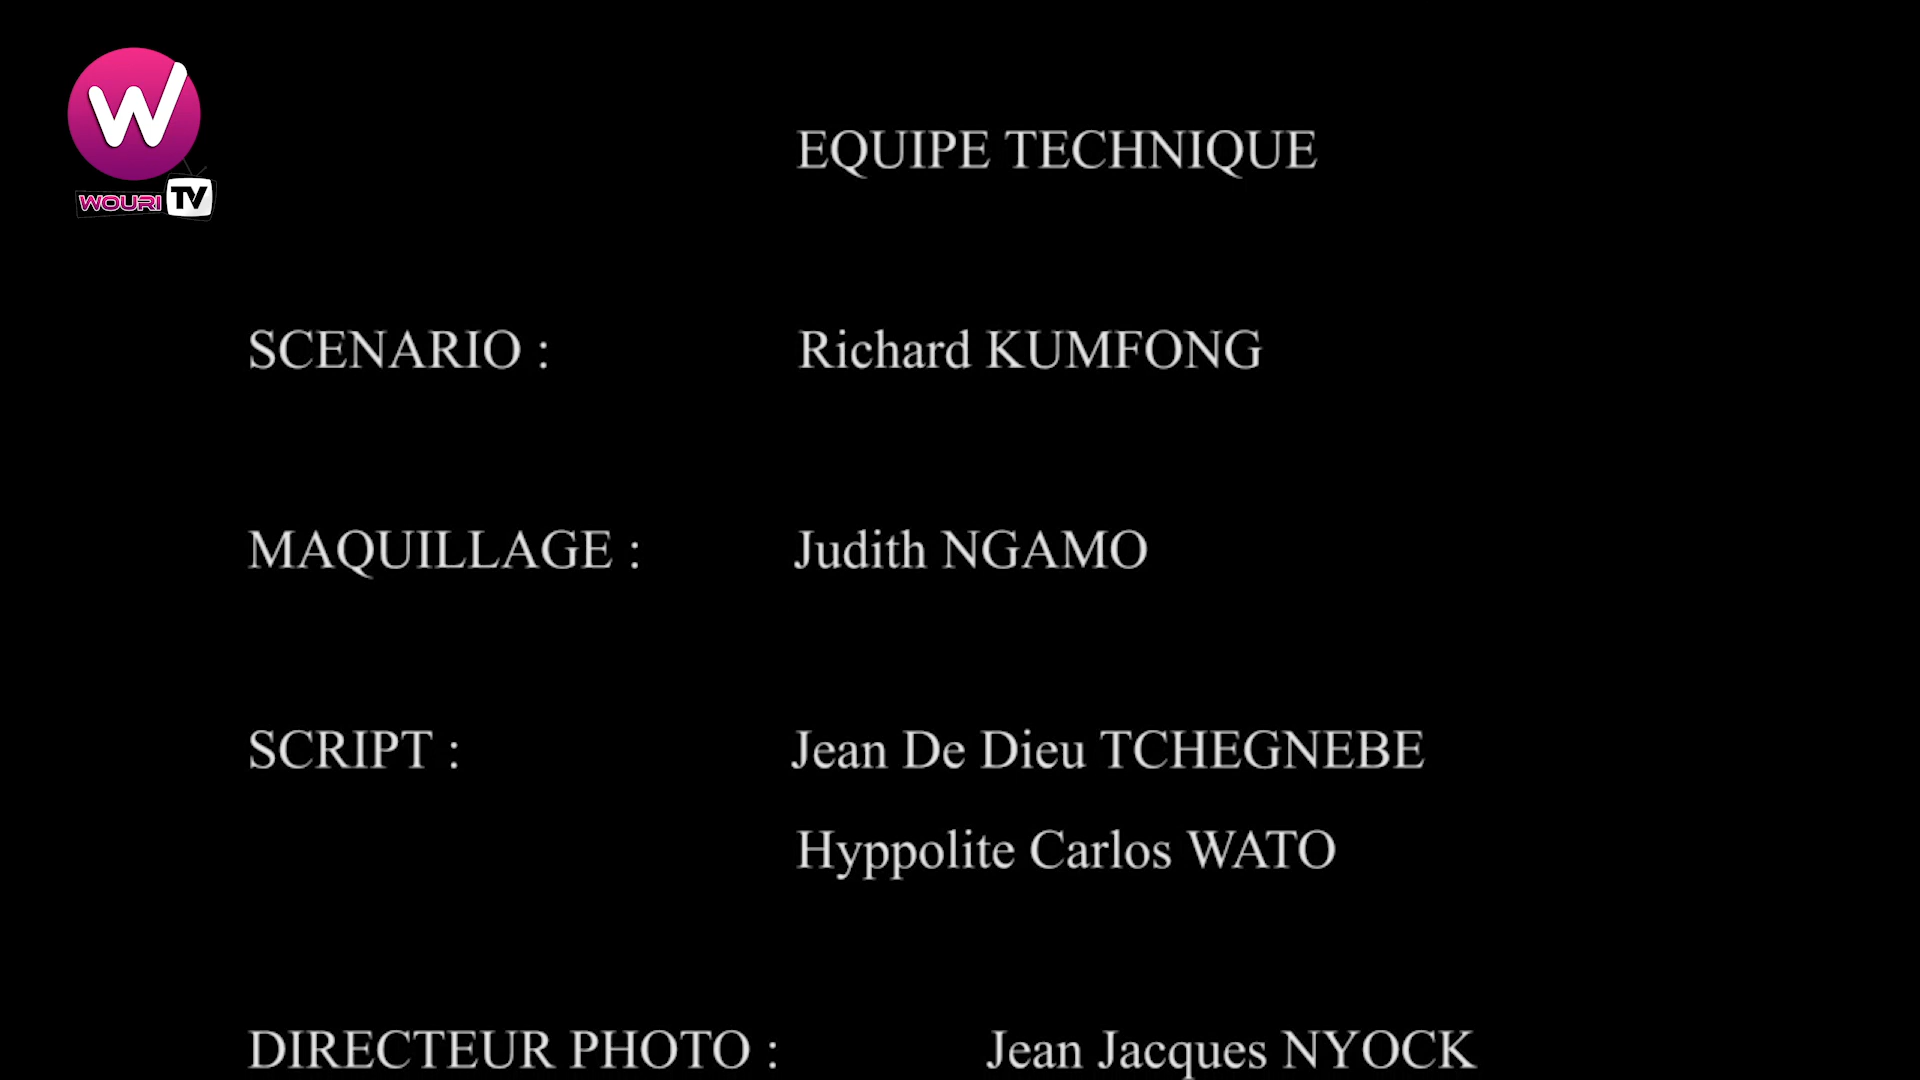 W
WOURI TV
EQUIPE TECHNIQUE
SCENARIO : Richard KUMFONG
MAQUILLAGE : Judith NGAMO
SCRIPT : Jean De Dieu TCHEGNEBE
Hyppolite Carlos WATO
DIRECTEUR PHOTO : Jean Jacques NYOCK